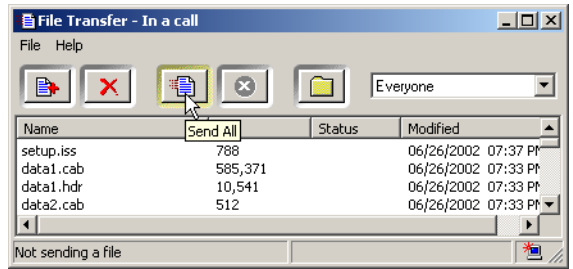 File Transfer - In a call
File Help
Everyone
Name Status Modified
Send All
setup.iss 788 06/26/2002 07:37 PM
data1.cab 585,371 06/26/2002 07:33 PM
data1.hdr 10,541 06/26/2002 07:33 PM
data2.cab 512 06/26/2002 07:33 PM
Not sending a file